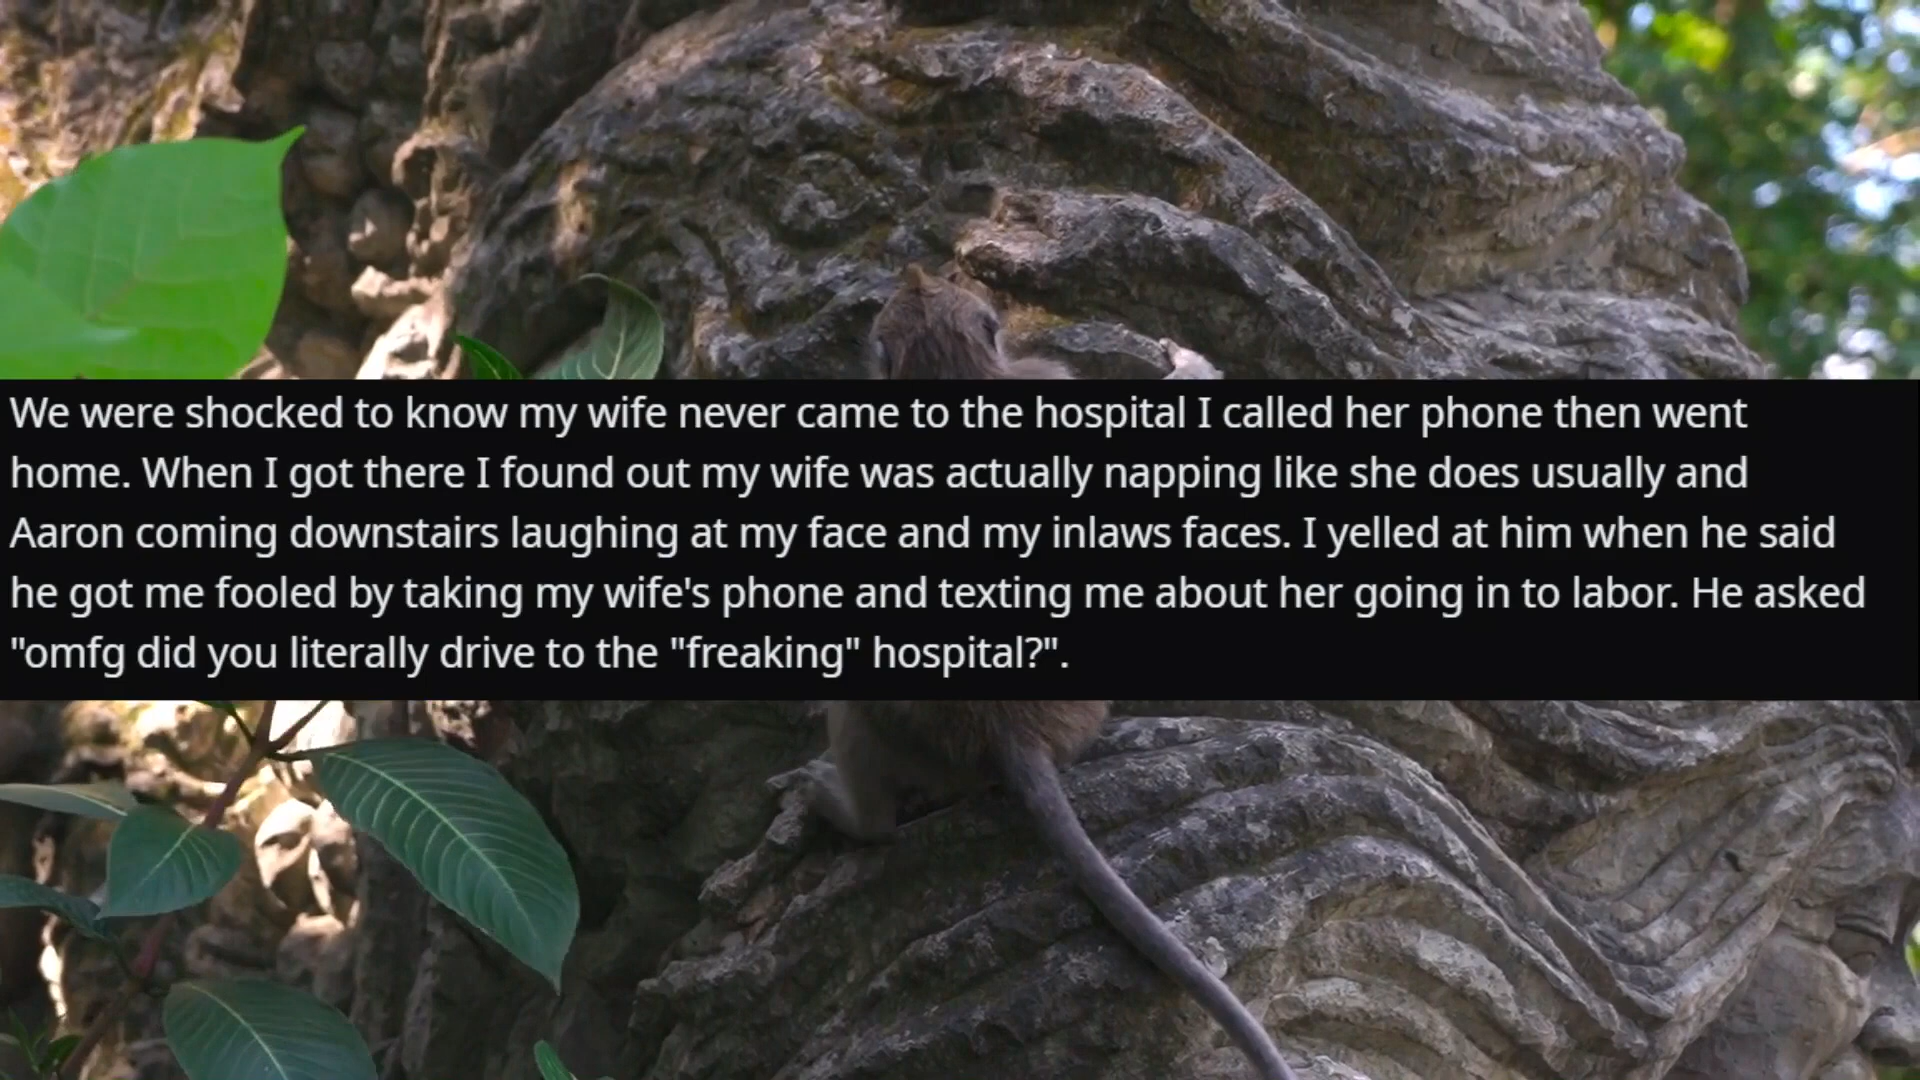 We were shocked to know my wife never came to the hospital I called her phone then went
home. When I got there I found out my wife was actually napping like she does usually and
Aaron coming downstairs laughing at my face and my inlaws faces. I yelled at him when he said
he got me fooled by taking my wife's phone and texting me about her going in to labor. He asked
"omfg did you literally drive to the "freaking" hospital?".